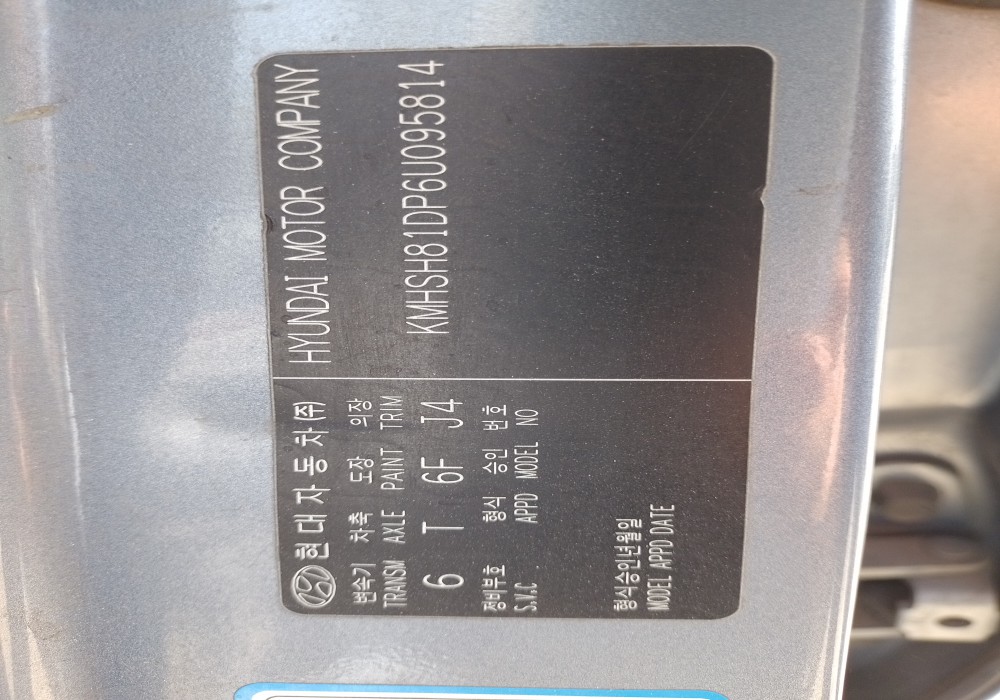 현대자동차(주) HYUNDAI MOTOR COMPANY
변속기 차축 도장 의장
TRANSM AXLE PAINT TRIM
6 T 6F J4 KMHSH81DP6U095814
정비부호 형식 승인 번호
S.V.C. APPD MODEL NO
형식승인년월일
MODEL APPD DATE